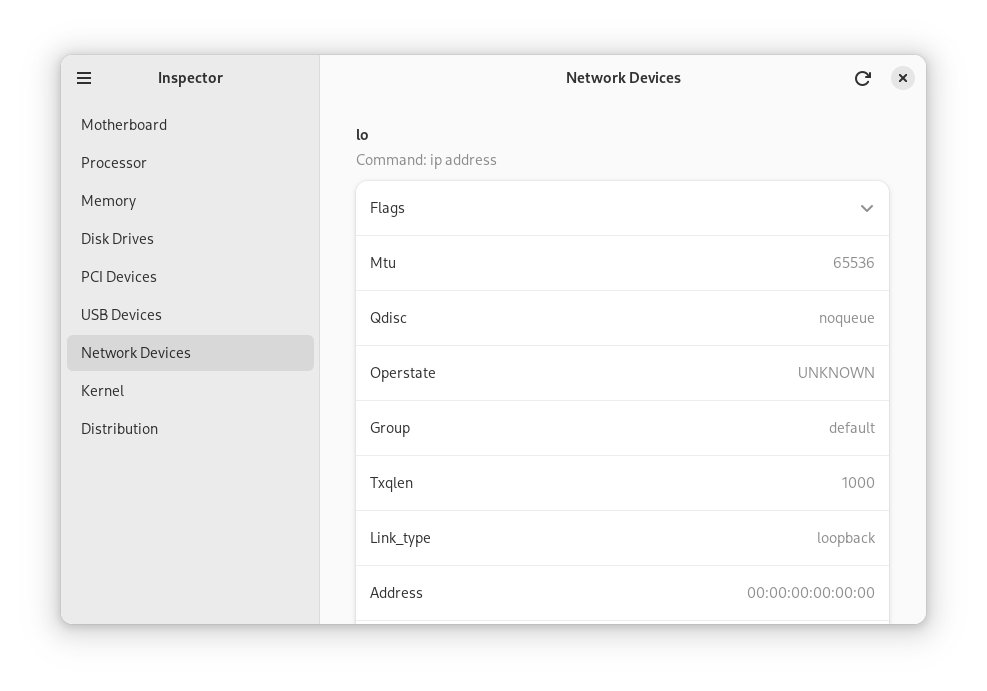 Inspector
Motherboard
Processor
Memory
Disk Drives
PCI Devices
USB Devices
Network Devices
Kernel
Distribution
Network Devices
lo
Command: ip address
Flags
Mtu 65536
Qdisc noqueue
Operstate UNKNOWN
Group default
Txqlen 1000
Link_type loopback
Address 00:00:00:00:00:00